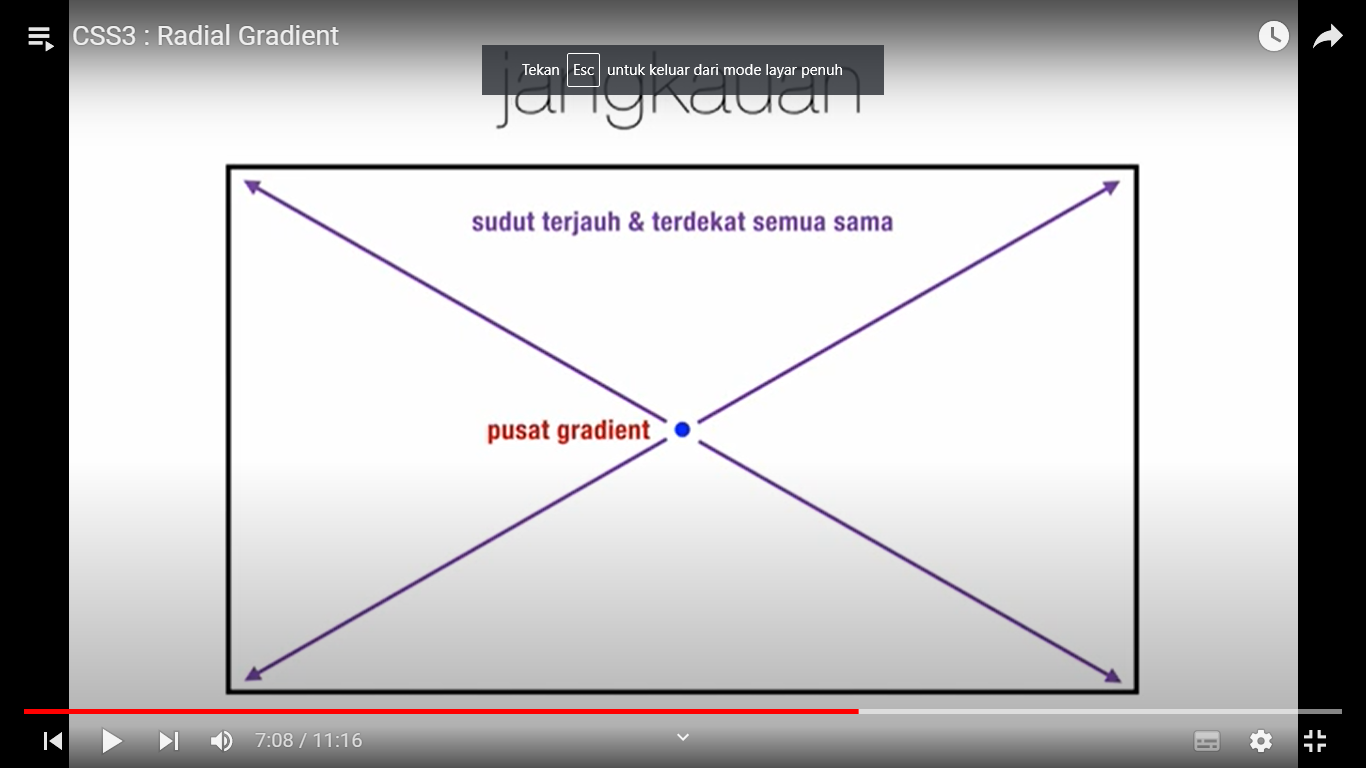 CSS3 : Radial Gradient
Tekan Esc untuk keluar dari mode layar penuh
jangkauan
sudut terjauh & terdekat semua sama
pusat gradient
7:08 / 11:16